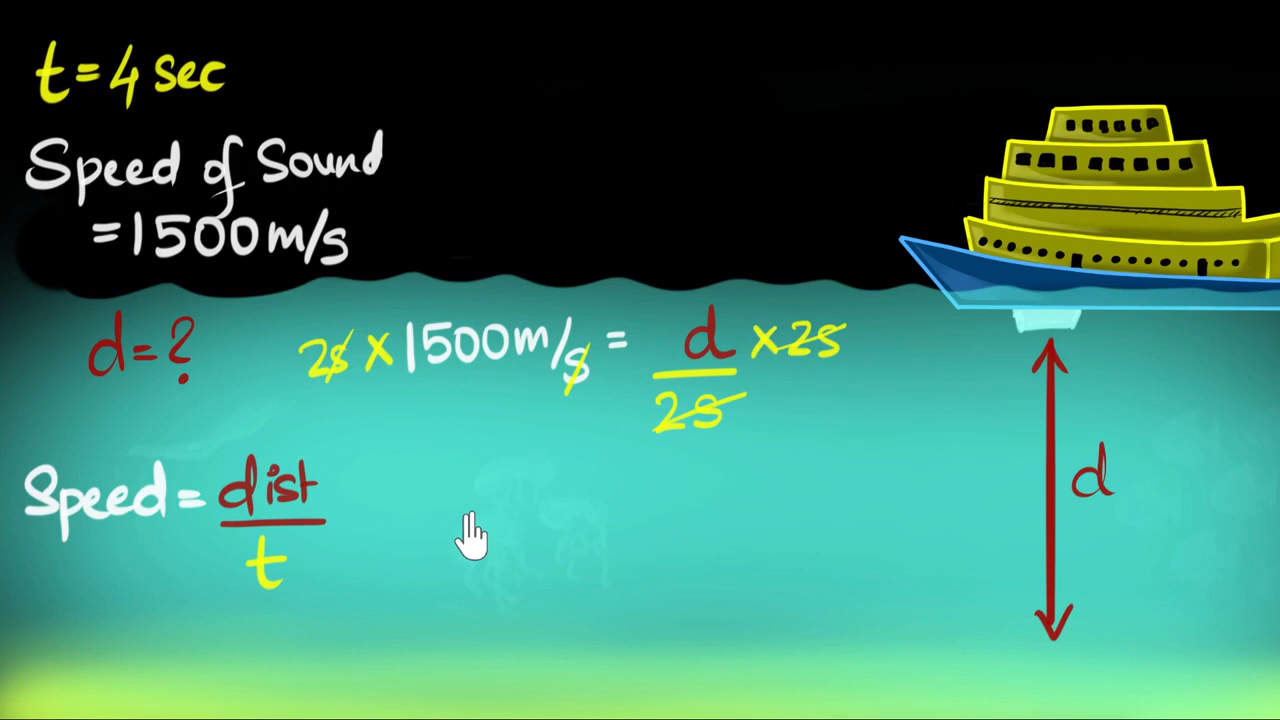 t = 4 sec
Speed of Sound
= 1500 m/s
d = ?
2s × 1500 m/s = d/2s × 2s
Speed = dist/t
d